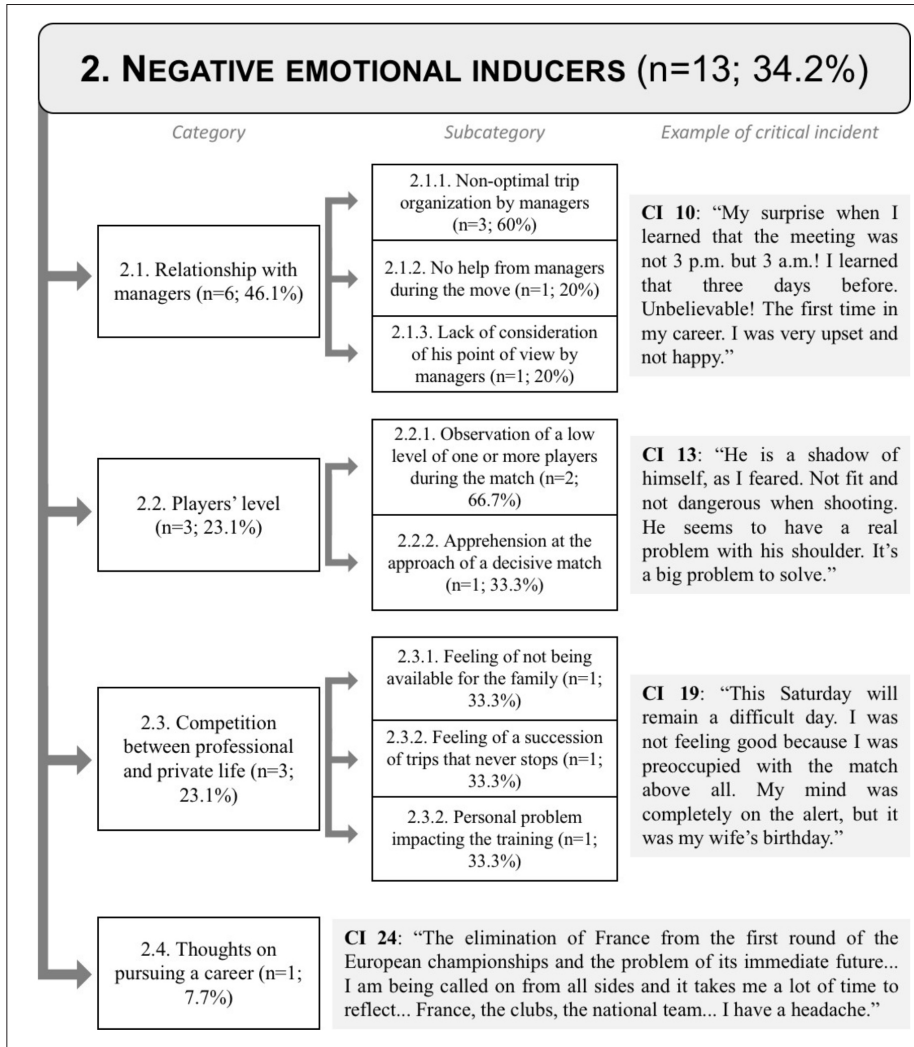 2. NEGATIVE EMOTIONAL INDUCERS (n=13; 34.2%)
Category
Subcategory
Example of critical incident
2.1. Relationship with
managers (n=6; 46.1%)
2.1.1. Non-optimal trip
organization by managers
(n=3; 60%)
2.1.2. No help from managers
during the move (n=1; 20%)
2.1.3. Lack of consideration
of his point of view by
managers (n=1; 20%)
CI 10: “My surprise when I
learned that the meeting was
not 3 p.m. but 3 a.m.! I learned
that three days before.
Unbelievable! The first time in
my career. I was very upset and
not happy.”
2.2. Players’ level
(n=3; 23.1%)
2.2.1. Observation of a low
level of one or more players
during the match (n=2;
66.7%)
2.2.2. Apprehension at the
approach of a decisive match
(n=1; 33.3%)
CI 13: “He is a shadow of
himself, as I feared. Not fit and
not dangerous when shooting.
He seems to have a real
problem with his shoulder. It’s
a big problem to solve.”
2.3. Competition
between professional
and private life (n=3;
23.1%)
2.3.1. Feeling of not being
available for the family (n=1;
33.3%)
2.3.2. Feeling of a succession
of trips that never stops (n=1;
33.3%)
2.3.2. Personal problem
impacting the training (n=1;
33.3%)
CI 19: “This Saturday will
remain a difficult day. I was
not feeling good because I was
preoccupied with the match
above all. My mind was
completely on the alert, but it
was my wife’s birthday.”
2.4. Thoughts on
pursuing a career (n=1;
7.7%)
CI 24: “The elimination of France from the first round of the
European championships and the problem of its immediate future...
I am being called on from all sides and it takes me a lot of time to
reflect... France, the clubs, the national team... I have a headache.”